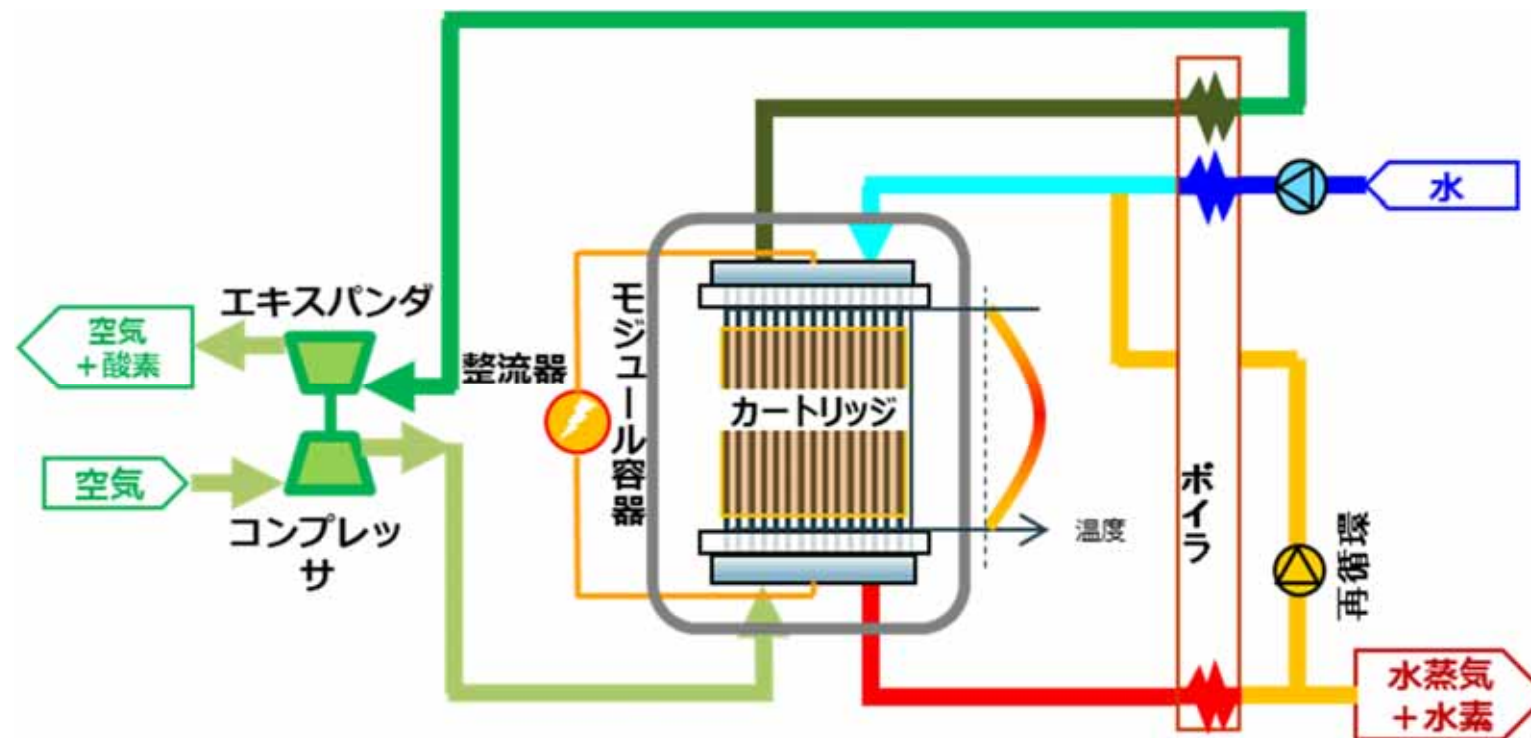 水
エキスパンダ
空気
＋酸素
整流器
モジュール容器
カートリッジ
空気
コンプレッ
サ
温度
ボイラ
再循環
水蒸気
＋水素